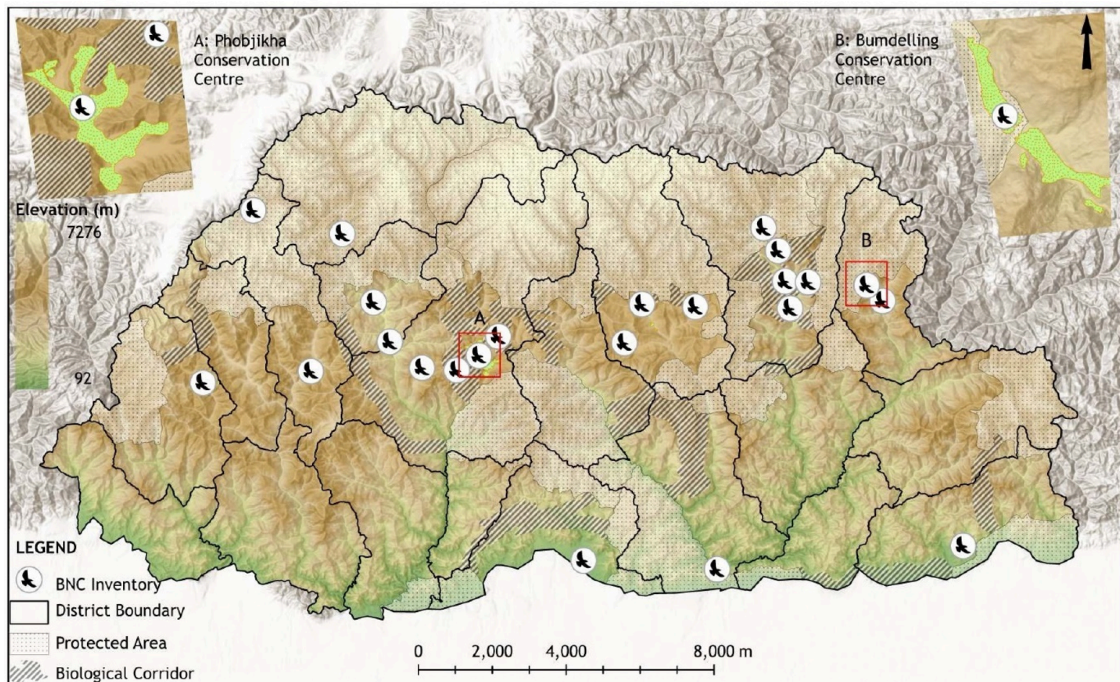 A: Phobjikha
Conservation
Centre
B: Bumdelling
Conservation
Centre
Elevation (m)
7276
92
A
B
LEGEND
BNC Inventory
District Boundary
Protected Area
Biological Corridor
0 2,000 4,000 8,000 m